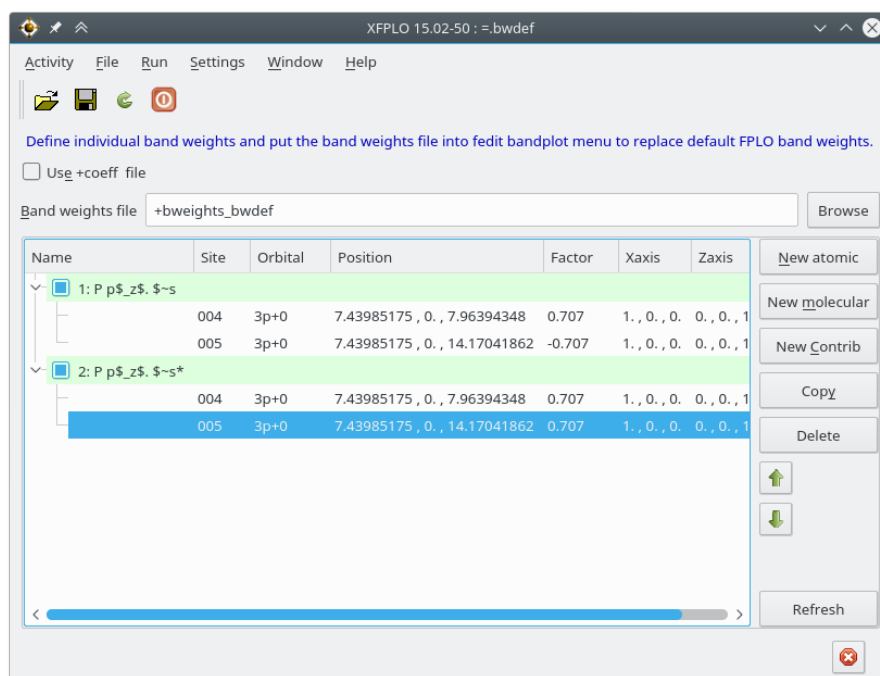 XFPLO 15.02-50 : =.bwdef
Activity File Run Settings Window Help
Define individual band weights and put the band weights file into fedit bandplot menu to replace default FPLO band weights.
Use +coeff file
Band weights file +bweights_bwdef Browse
Name Site Orbital Position Factor Xaxis Zaxis New atomic
1: P p$_z$. $~s
New molecular
004 3p+0 7.43985175 , 0. , 7.96394348 0.707 1. , 0. , 0. 0. , 0. , 1
005 3p+0 7.43985175 , 0. , 14.17041862 -0.707 1. , 0. , 0. 0. , 0. , 1
New Contrib
2: P p$_z$. $~s*
Copy
004 3p+0 7.43985175 , 0. , 7.96394348 0.707 1. , 0. , 0. 0. , 0. , 1
005 3p+0 7.43985175 , 0. , 14.17041862 0.707 1. , 0. , 0. 0. , 0. , 1
Delete
Refresh